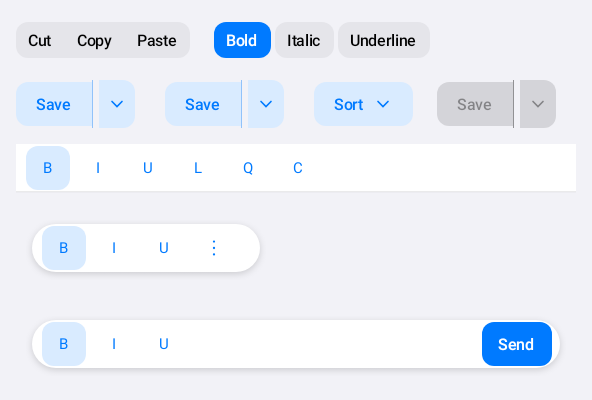 Cut Copy Paste Bold Italic Underline
Save Save Sort Save
B I U L Q C
B I U ⋮
B I U Send